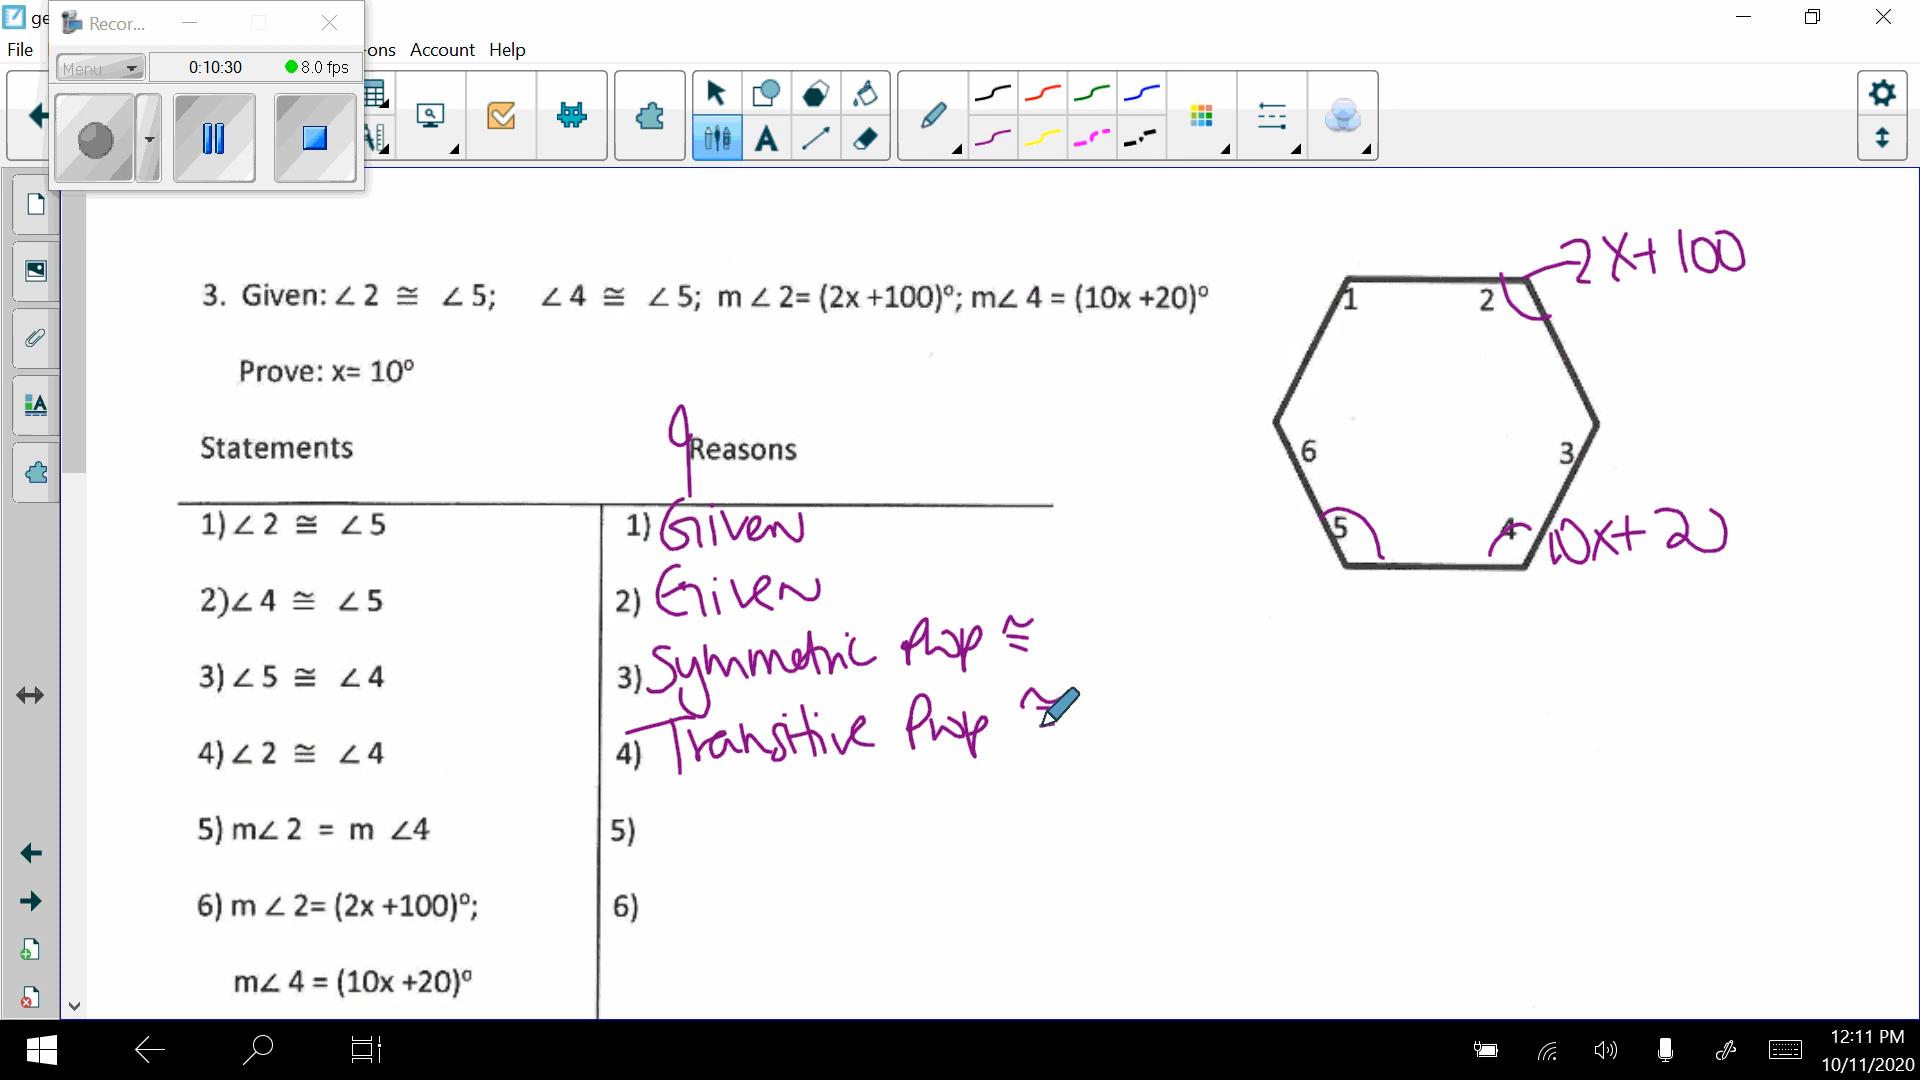 ge
Recor...
File
-ons Account Help
Menu
0:10:30
8.0 fps
3. Given: ∠2 ≅ ∠5; ∠4 ≅ ∠5; m∠2= (2x +100)º; m∠4 = (10x +20)º
Prove: x= 10º
Statements
Reasons
1) ∠2 ≅ ∠5
1) Given
2) ∠4 ≅ ∠5
2) Given
3) ∠5 ≅ ∠4
3) Symmetric Prop ≅
4) ∠2 ≅ ∠4
4) Transitive Prop ≅
5) m∠2 = m∠4
5)
6) m∠2= (2x +100)º;
6)
m∠4 = (10x +20)º
2x+100
1
2
6
3
5
4
10x+20
12:11 PM
10/11/2020